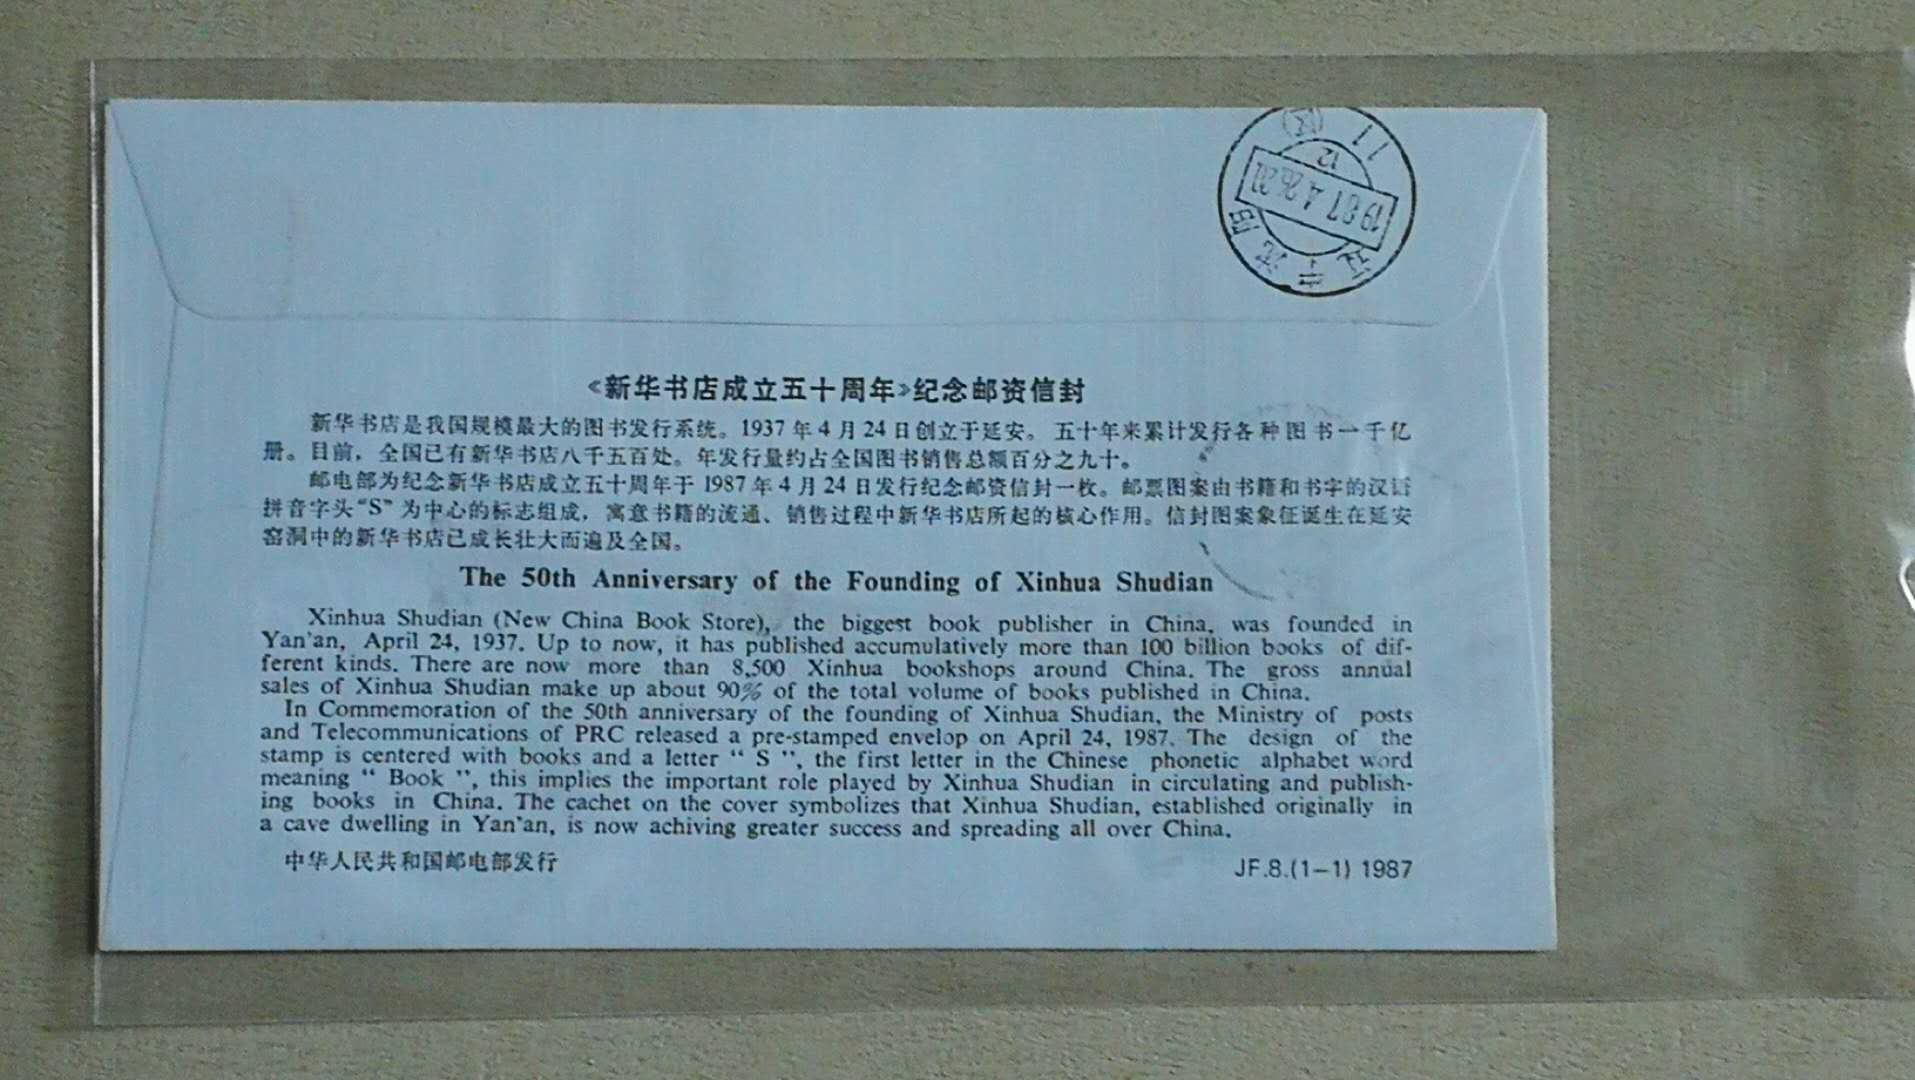 辽宁
沈阳
11
1987.4.26
12
《新华书店成立五十周年》纪念邮资信封
新华书店是我国规模最大的图书发行系统。1937年4月24日创立于延安。五十年来累计发行各种图书一千亿
册。目前，全国已有新华书店八千五百处。年发行量约占全国图书销售总额百分之九十。
邮电部为纪念新华书店成立五十周年于1987年4月24日发行纪念邮资信封一枚。邮票图案由书籍和书字的汉语
拼音字头“S”为中心的标志组成，寓意书籍的流通、销售过程中新华书店所起的核心作用。信封图案象征诞生在延安
窑洞中的新华书店已成长壮大而遍及全国。
The 50th Anniversary of the Founding of Xinhua Shudian
Xinhua Shudian (New China Book Store), the biggest book publisher in China, was founded in
Yan'an, April 24, 1937. Up to now, it has published accumulatively more than 100 billion books of dif-
ferent kinds. There are now more than 8,500 Xinhua bookshops around China. The gross annual
sales of Xinhua Shudian make up about 90% of the total volume of books published in China.
In Commemoration of the 50th anniversary of the founding of Xinhua Shudian, the Ministry of posts
and Telecommunications of PRC released a pre-stamped envelop on April 24, 1987. The design of the
stamp is centered with books and a letter “ S ”, the first letter in the Chinese phonetic alphabet word
meaning “ Book ”, this implies the important role played by Xinhua Shudian in circulating and publish-
ing books in China. The cachet on the cover symbolizes that Xinhua Shudian, established originally in
a cave dwelling in Yan'an, is now achiving greater success and spreading all over China.
中华人民共和国邮电部发行
JF.8.(1—1) 1987